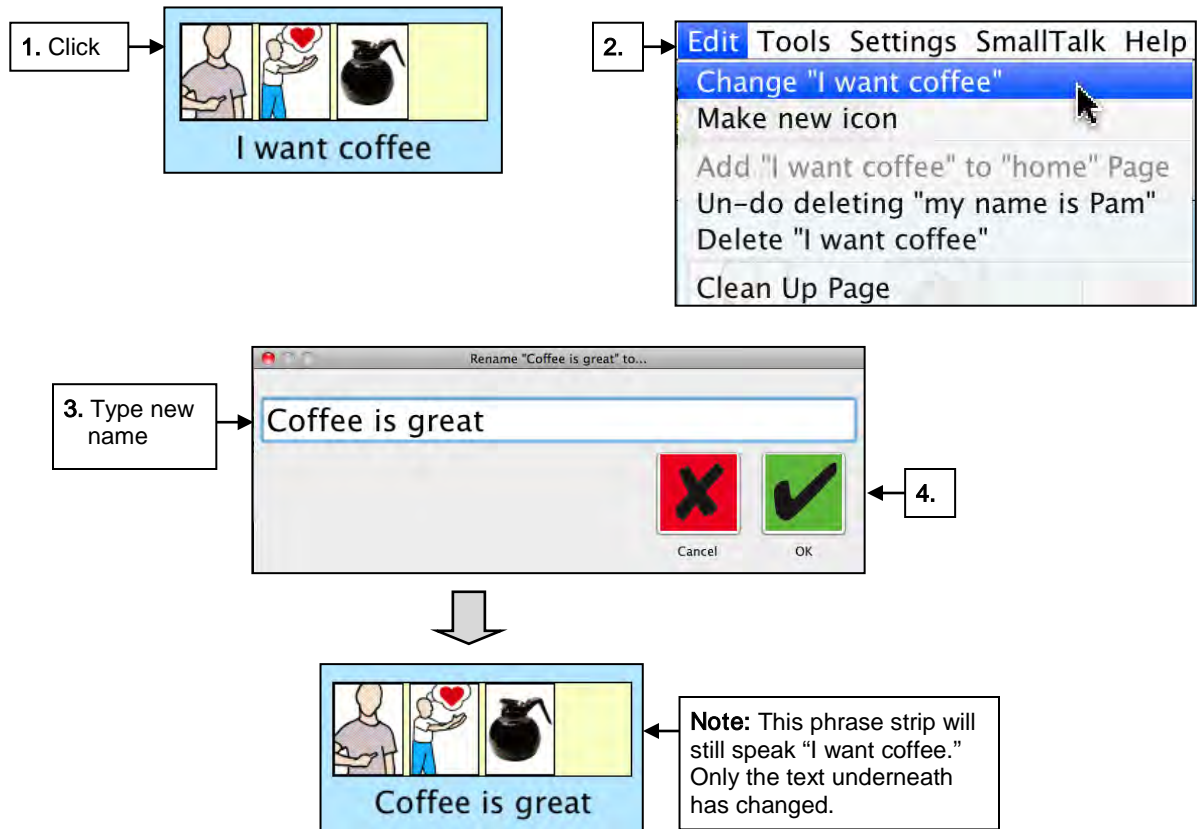 1. Click
I want coffee
2.
Edit Tools Settings SmallTalk Help
Change "I want coffee"
Make new icon
Add "I want coffee" to "home" Page
Un-do deleting "my name is Pam"
Delete "I want coffee"
Clean Up Page
Rename "Coffee is great" to...
3. Type new
name
Coffee is great
Cancel
OK
4.
Coffee is great
Note: This phrase strip will
still speak “I want coffee.”
Only the text underneath
has changed.